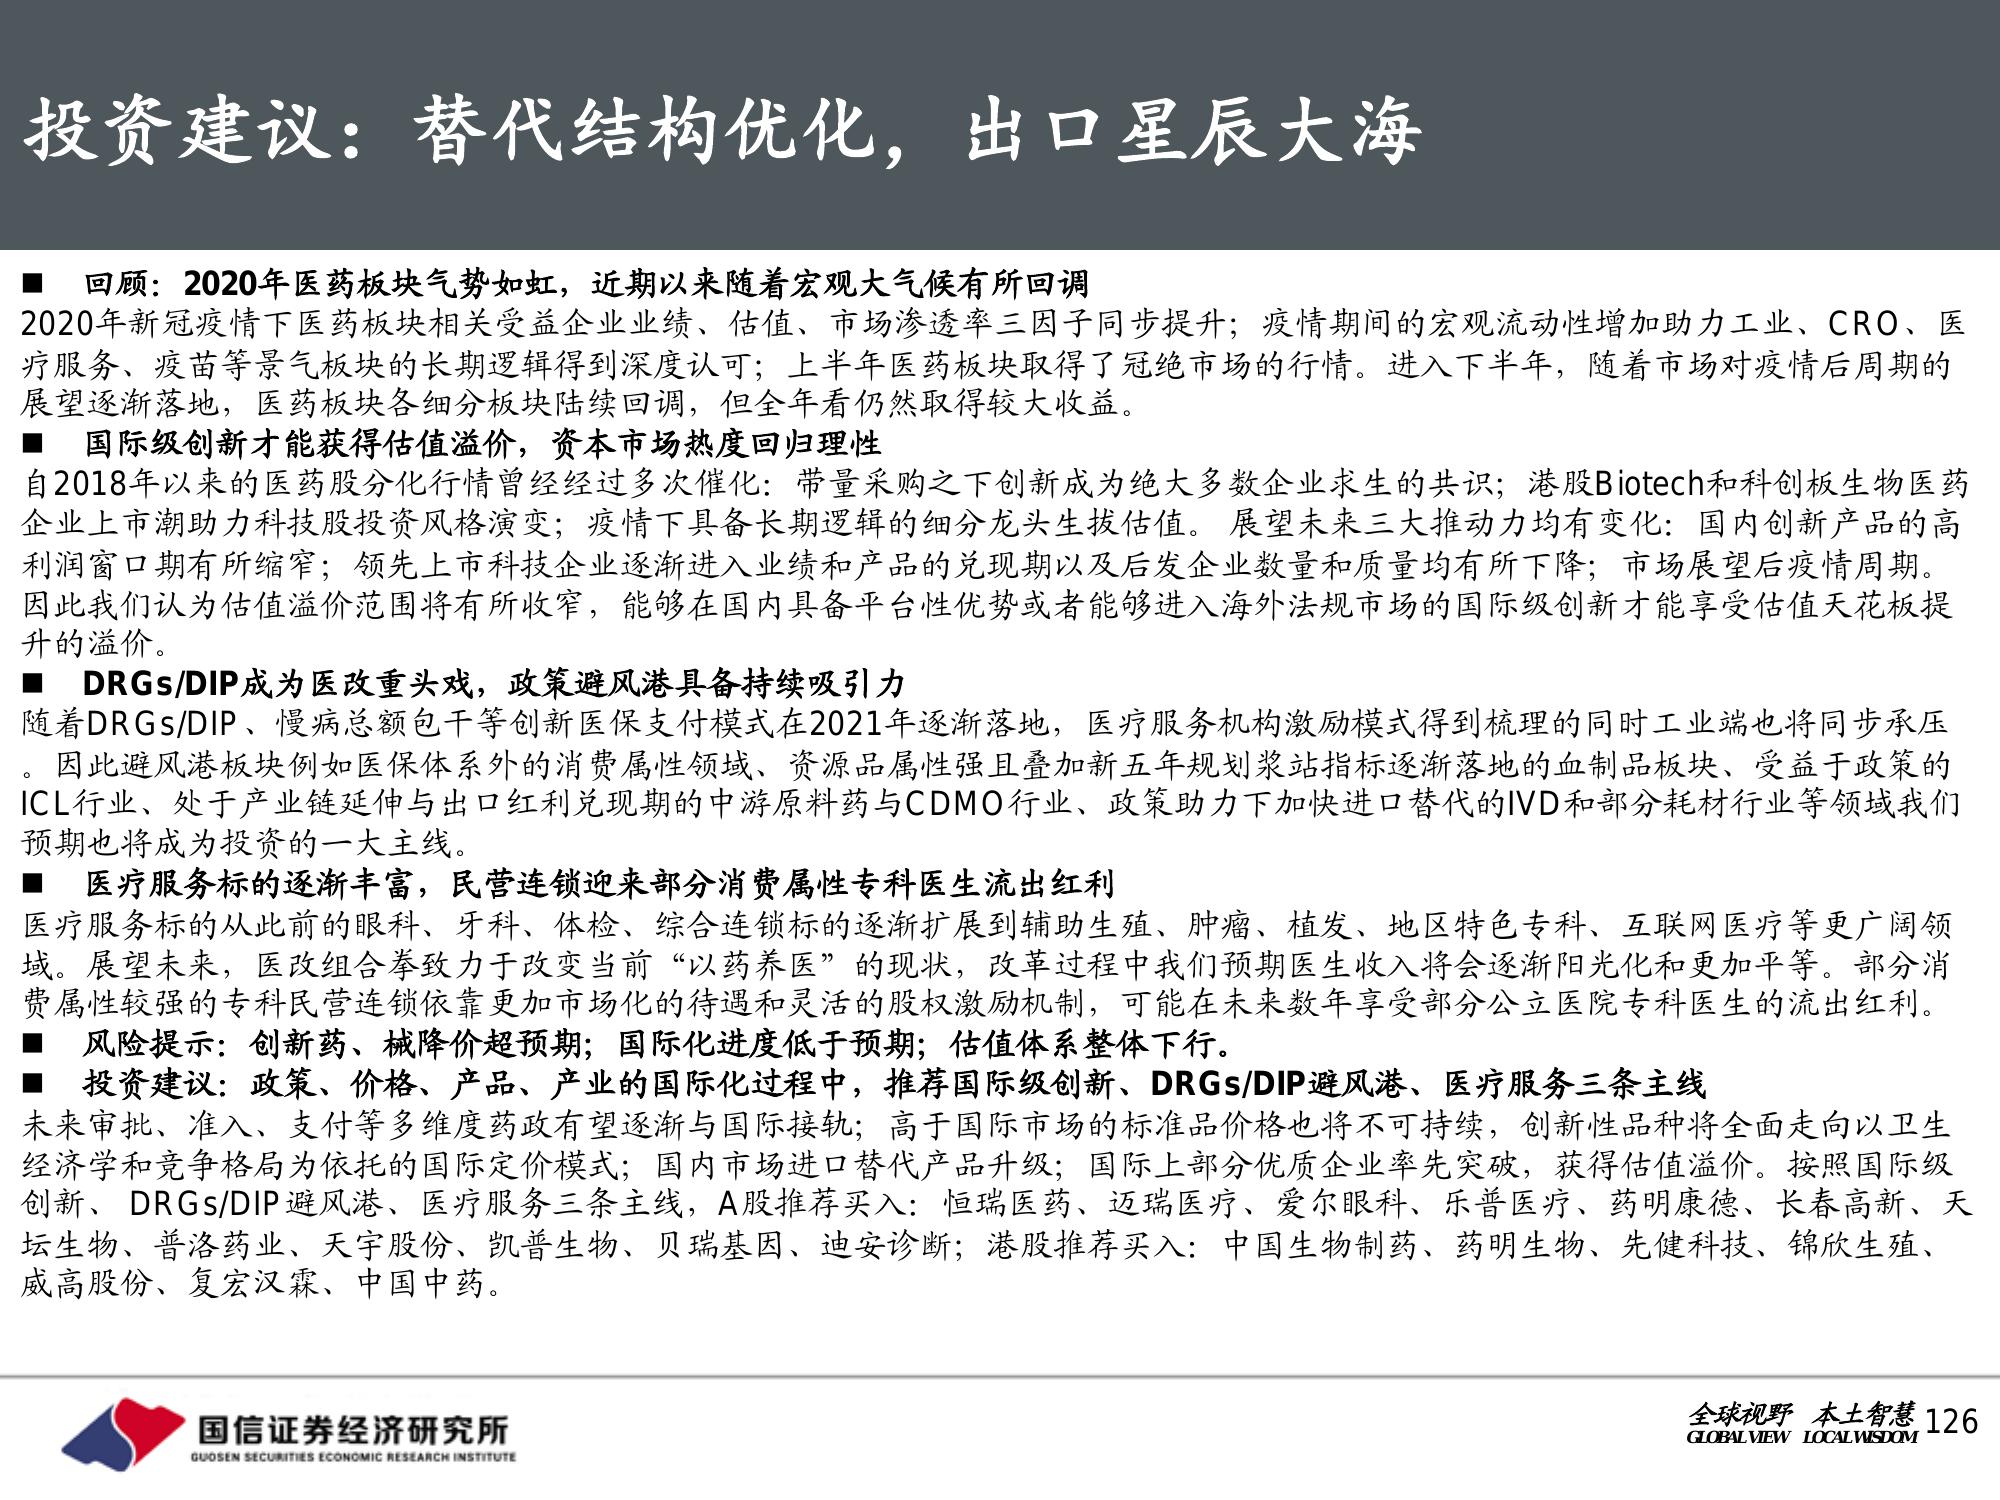 投资建议：替代结构优化，出口星辰大海
■ 回顾：2020年医药板块气势如虹，近期以来随着宏观大气候有所回调
2020年新冠疫情下医药板块相关受益企业业绩、估值、市场渗透率三因子同步提升；疫情期间的宏观流动性增加助力工业、CRO、医
疗服务、疫苗等景气板块的长期逻辑得到深度认可；上半年医药板块取得了冠绝市场的行情。进入下半年，随着市场对疫情后周期的
展望逐渐落地，医药板块各细分板块陆续回调，但全年看仍然取得较大收益。
■ 国际级创新才能获得估值溢价，资本市场热度回归理性
自2018年以来的医药股分化行情曾经经过多次催化：带量采购之下创新成为绝大多数企业求生的共识；港股Biotech和科创板生物医药
企业上市潮助力科技股投资风格演变；疫情下具备长期逻辑的细分龙头生拔估值。 展望未来三大推动力均有变化：国内创新产品的高
利润窗口期有所缩窄；领先上市科技企业逐渐进入业绩和产品的兑现期以及后发企业数量和质量均有所下降；市场展望后疫情周期。
因此我们认为估值溢价范围将有所收窄，能够在国内具备平台性优势或者能够进入海外法规市场的国际级创新才能享受估值天花板提
升的溢价。
■ DRGs/DIP成为医改重头戏，政策避风港具备持续吸引力
随着DRGs/DIP、慢病总额包干等创新医保支付模式在2021年逐渐落地，医疗服务机构激励模式得到梳理的同时工业端也将同步承压
。因此避风港板块例如医保体系外的消费属性领域、资源品属性强且叠加新五年规划浆站指标逐渐落地的血制品板块、受益于政策的
ICL行业、处于产业链延伸与出口红利兑现期的中游原料药与CDMO行业、政策助力下加快进口替代的IVD和部分耗材行业等领域我们
预期也将成为投资的一大主线。
■ 医疗服务标的逐渐丰富，民营连锁迎来部分消费属性专科医生流出红利
医疗服务标的从此前的眼科、牙科、体检、综合连锁标的逐渐扩展到辅助生殖、肿瘤、植发、地区特色专科、互联网医疗等更广阔领
域。展望未来，医改组合拳致力于改变当前“以药养医”的现状，改革过程中我们预期医生收入将会逐渐阳光化和更加平等。部分消
费属性较强的专科民营连锁依靠更加市场化的待遇和灵活的股权激励机制，可能在未来数年享受部分公立医院专科医生的流出红利。
■ 风险提示：创新药、械降价超预期；国际化进度低于预期；估值体系整体下行。
■ 投资建议：政策、价格、产品、产业的国际化过程中，推荐国际级创新、DRGs/DIP避风港、医疗服务三条主线
未来审批、准入、支付等多维度药政有望逐渐与国际接轨；高于国际市场的标准品价格也将不可持续，创新性品种将全面走向以卫生
经济学和竞争格局为依托的国际定价模式；国内市场进口替代产品升级；国际上部分优质企业率先突破，获得估值溢价。按照国际级
创新、 DRGs/DIP避风港、医疗服务三条主线，A股推荐买入：恒瑞医药、迈瑞医疗、爱尔眼科、乐普医疗、药明康德、长春高新、天
坛生物、普洛药业、天宇股份、凯普生物、贝瑞基因、迪安诊断；港股推荐买入：中国生物制药、药明生物、先健科技、锦欣生殖、
威高股份、复宏汉霖、中国中药。
国信证券经济研究所
GUOSEN SECURITIES ECONOMIC RESEARCH INSTITUTE
全球视野 本土智慧
GLOBAL VIEW LOCAL WISDOM
126